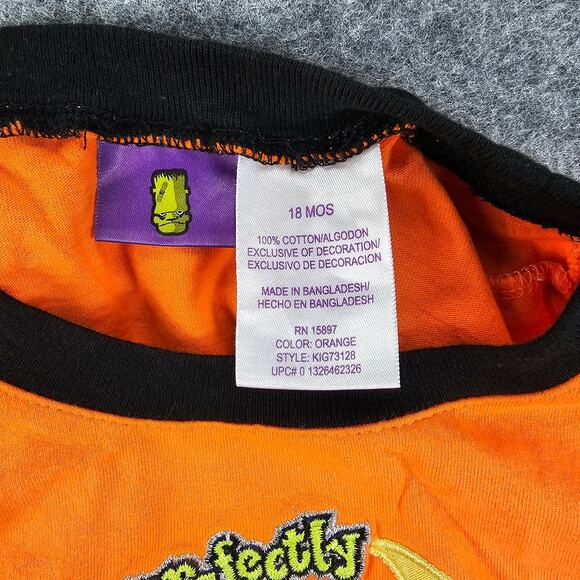 18 MOS
100% COTTON/ALGODON
EXCLUSIVE OF DECORATION/
EXCLUSIVO DE DECORACION
MADE IN BANGLADESH/
HECHO EN BANGLADESH
RN 15897
COLOR: ORANGE
STYLE: KIG73128
UPC# 0 1326462326